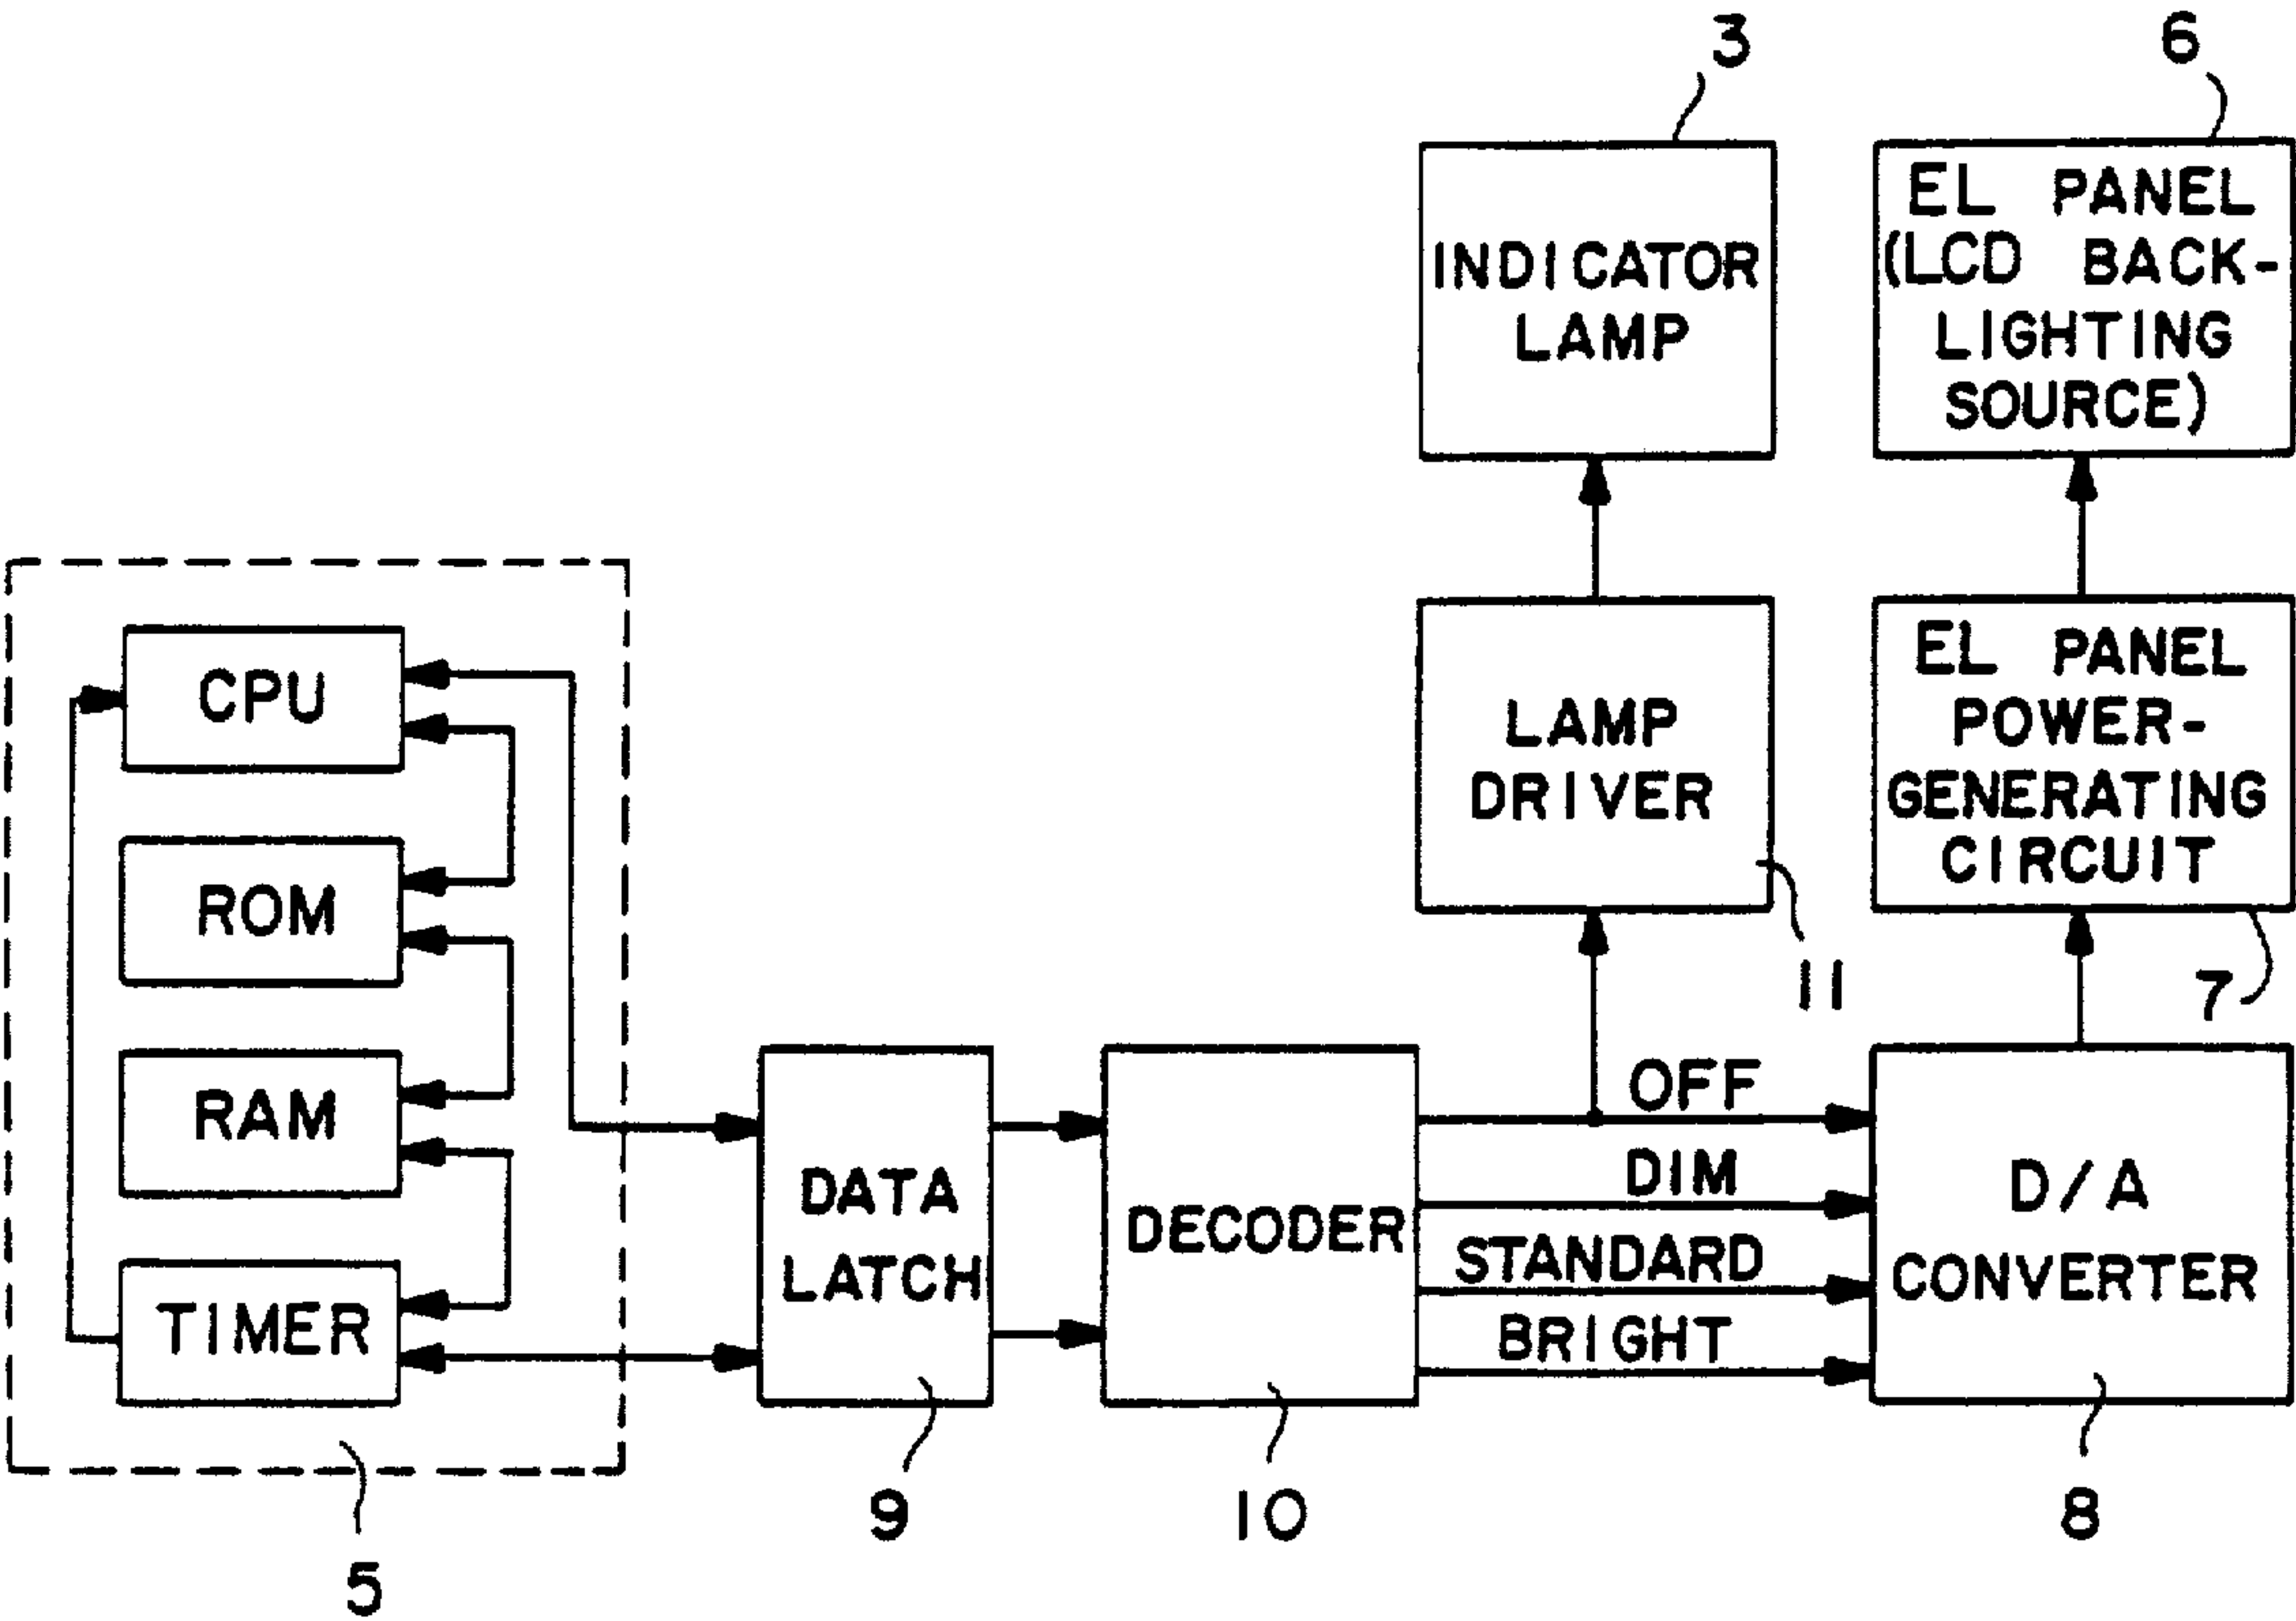 3
6
INDICATOR
LAMP
EL PANEL
(LCD BACK-
LIGHTING
SOURCE)
CPU
ROM
RAM
TIMER
5
LAMP
DRIVER
11
EL PANEL
POWER-
GENERATING
CIRCUIT
7
DATA
LATCH
9
DECODER
10
OFF
DIM
STANDARD
BRIGHT
D/A
CONVERTER
8